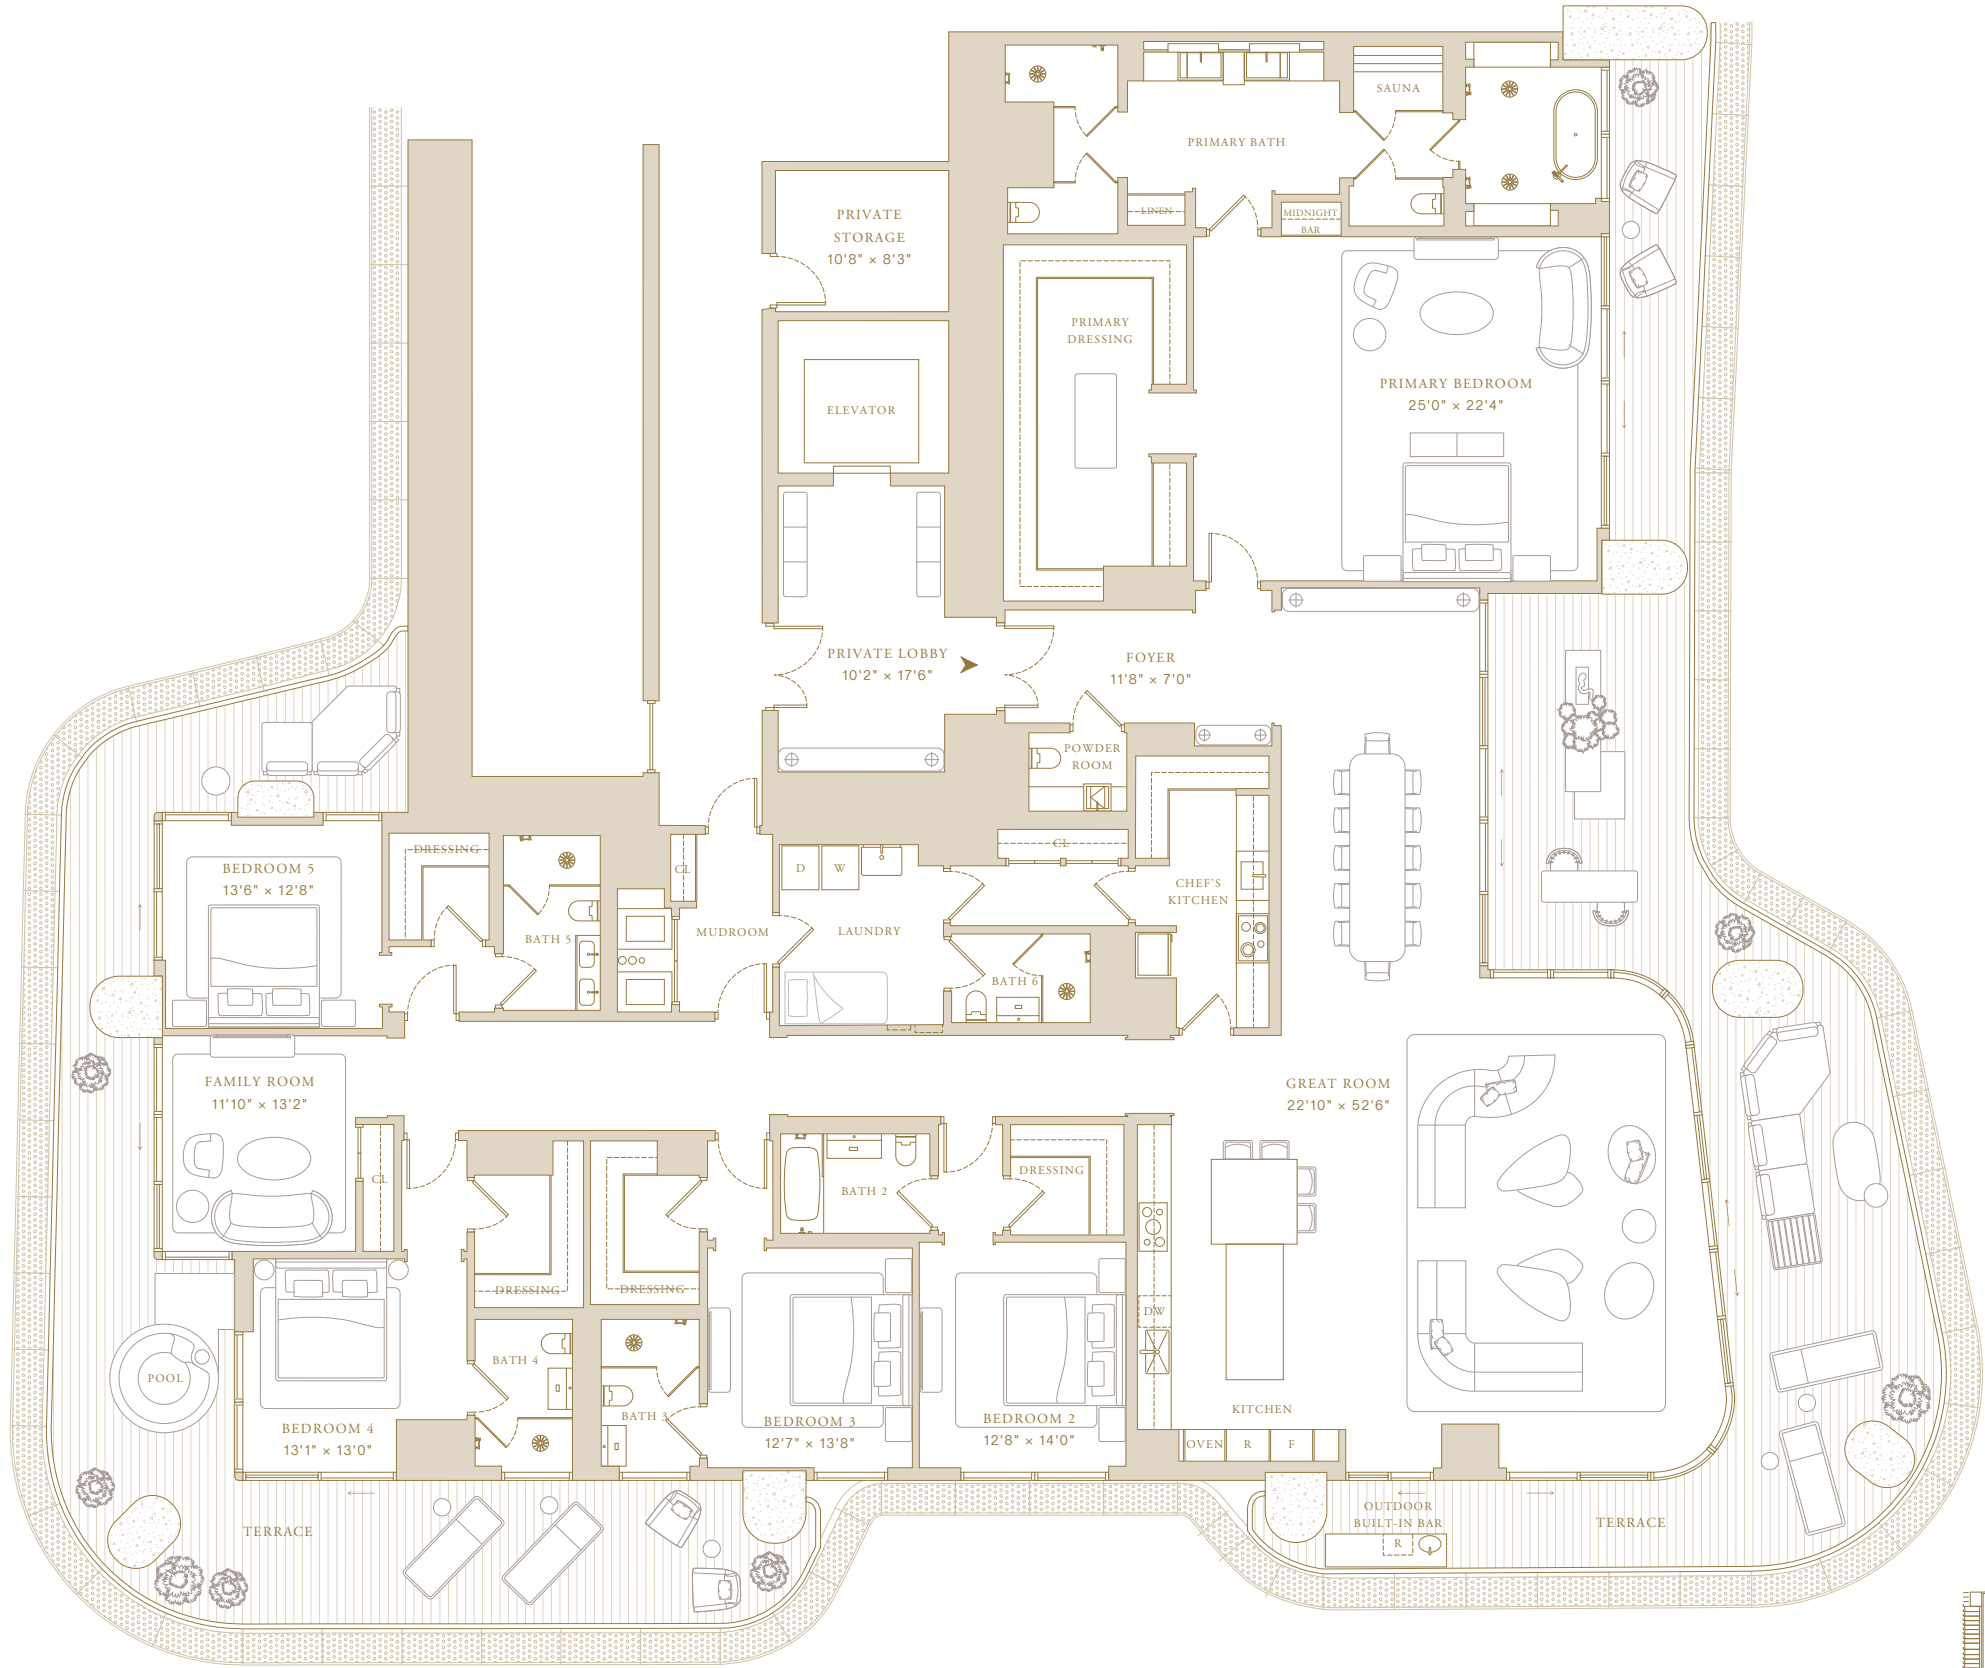 SAUNA
PRIMARY BATH
LINEN
MIDNIGHT
BAR
PRIVATE
STORAGE
10'8" × 8'3"
PRIMARY
DRESSING
PRIMARY BEDROOM
25'0" × 22'4"
ELEVATOR
PRIVATE LOBBY
10'2" × 17'6"
FOYER
11'8" × 7'0"
POWDER
ROOM
DRESSING
CL
BEDROOM 5
13'6" × 12'8"
CL
D
W
CHEF'S
KITCHEN
BATH 5
MUDROOM
LAUNDRY
BATH 6
FAMILY ROOM
11'10" × 13'2"
GREAT ROOM
22'10" × 52'6"
CL
BATH 2
DRESSING
DRESSING
DRESSING
DW
BATH 4
POOL
BATH 3
KITCHEN
BEDROOM 4
13'1" × 13'0"
BEDROOM 3
12'7" × 13'8"
BEDROOM 2
12'8" × 14'0"
OVEN
R
F
TERRACE
OUTDOOR
BUILT-IN BAR
R
TERRACE